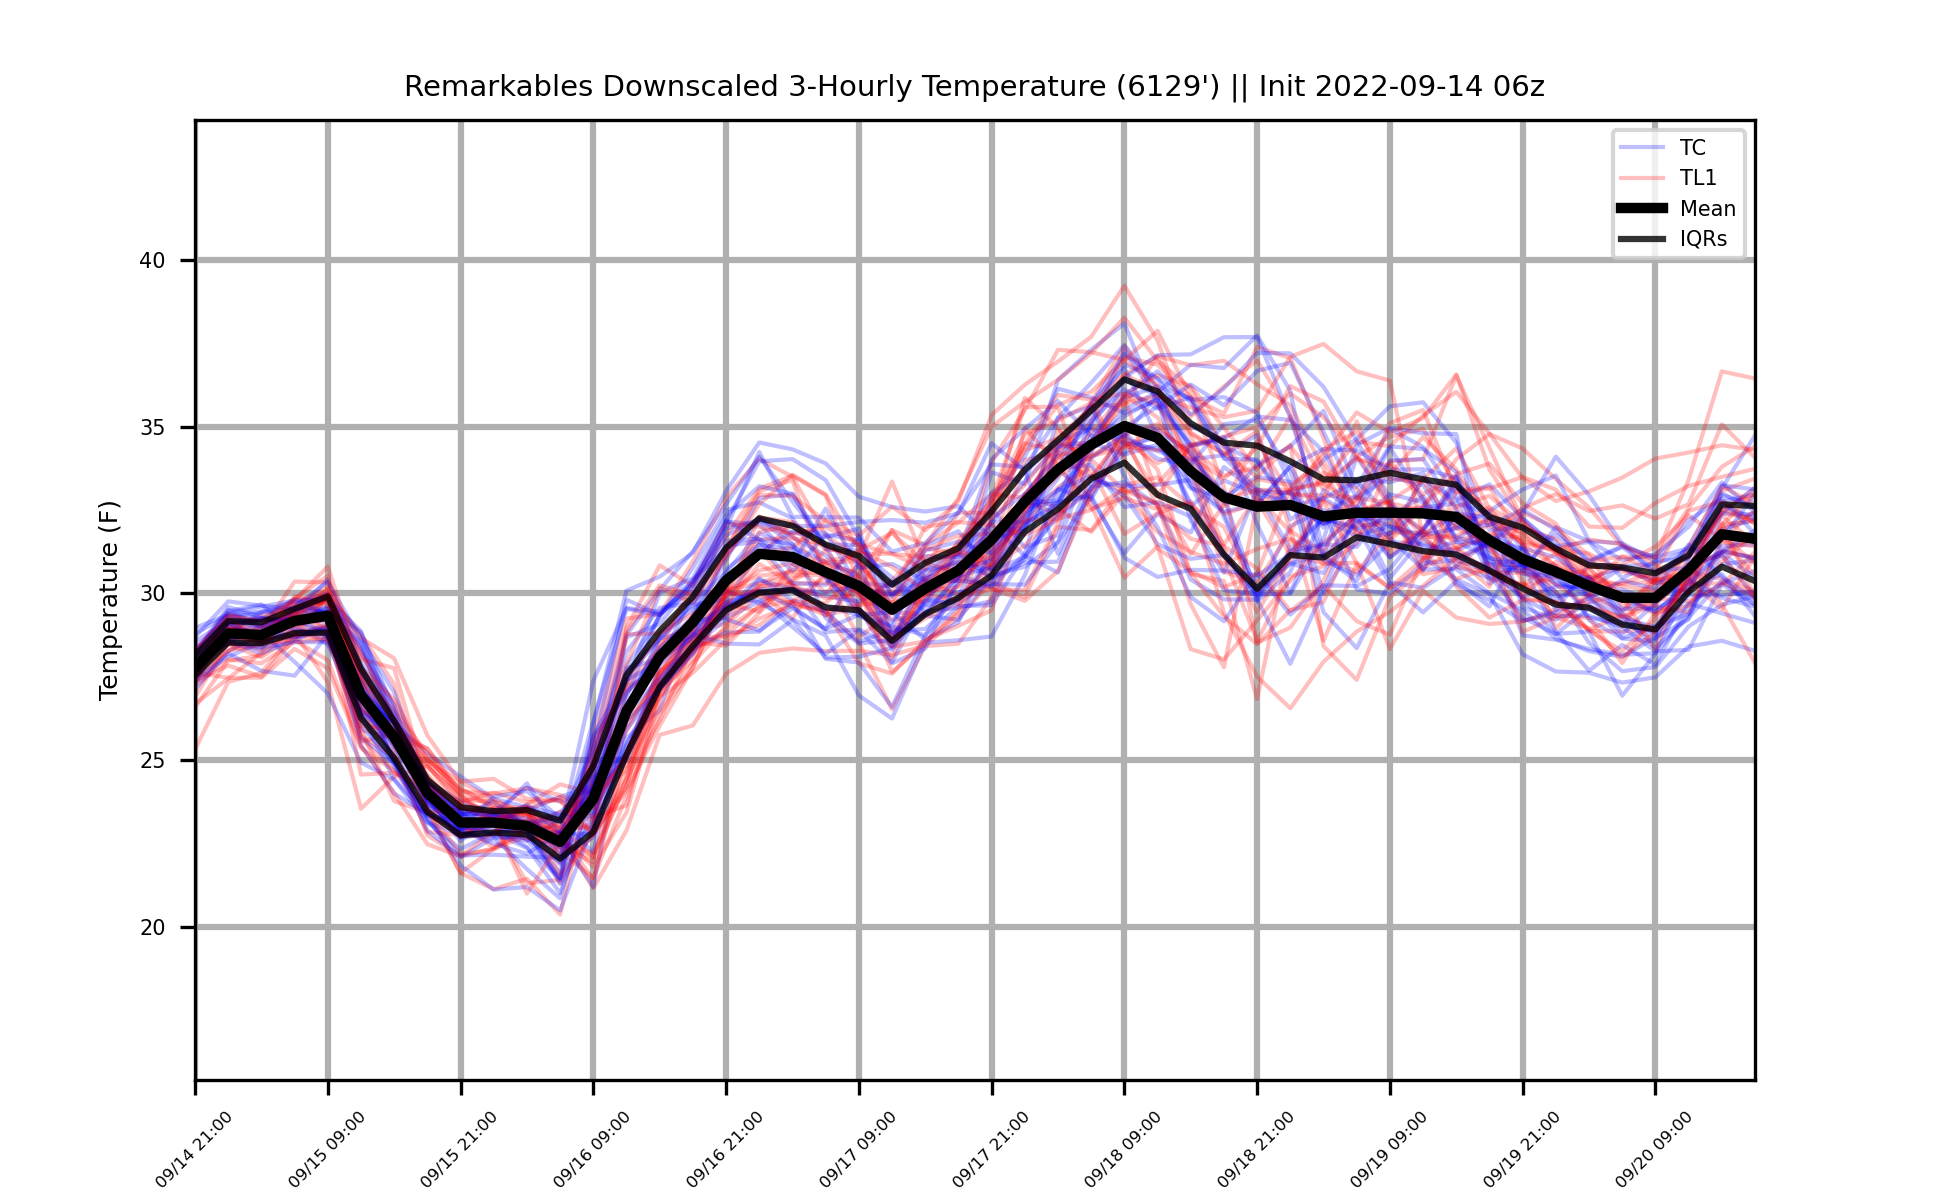 Remarkables Downscaled 3-Hourly Temperature (6129') || Init 2022-09-14 06z
TC
TL1
Mean
IQRs
Temperature (F)
40
35
30
25
20
09/14 21:00
09/15 09:00
09/15 21:00
09/16 09:00
09/16 21:00
09/17 09:00
09/17 21:00
09/18 09:00
09/18 21:00
09/19 09:00
09/19 21:00
09/20 09:00